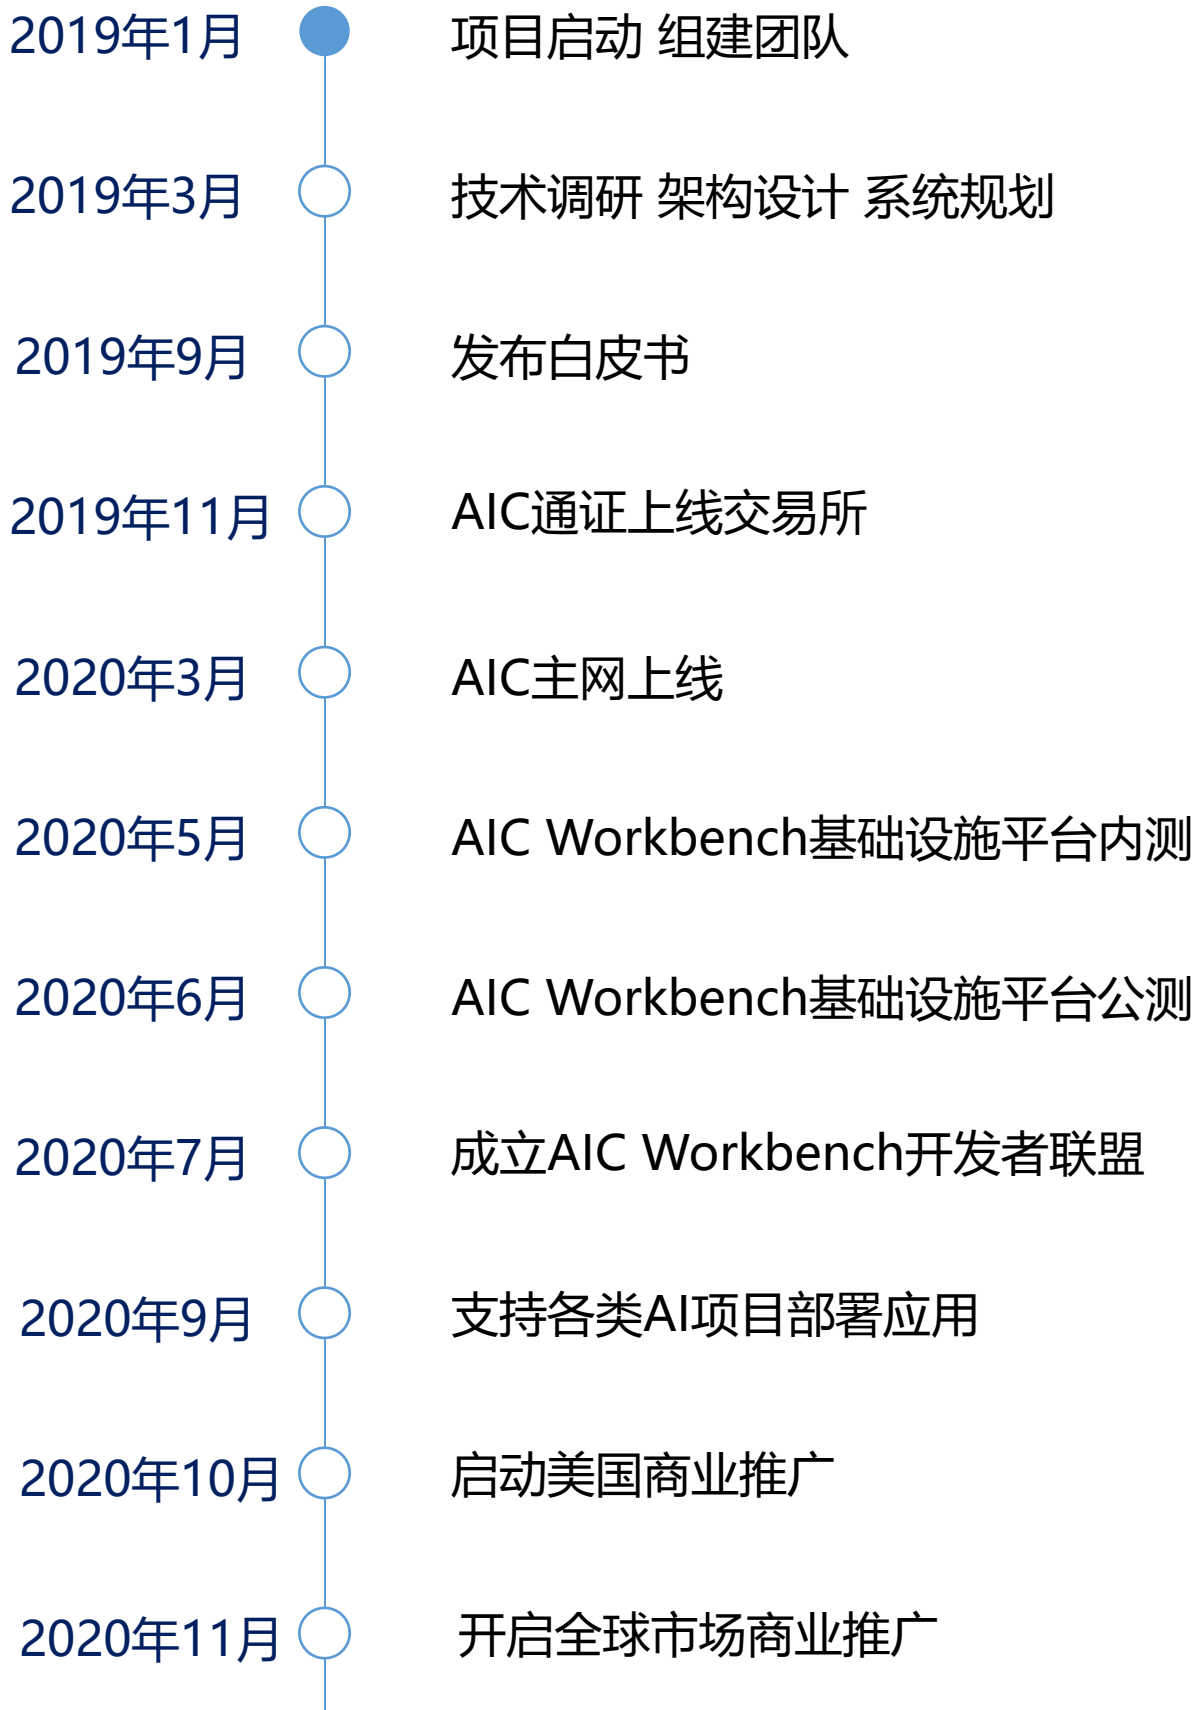 2019年1月 项目启动 组建团队
2019年3月 技术调研 架构设计 系统规划
2019年9月 发布白皮书
2019年11月 AIC通证上线交易所
2020年3月 AIC主网上线
2020年5月 AIC Workbench基础设施平台内测
2020年6月 AIC Workbench基础设施平台公测
2020年7月 成立AIC Workbench开发者联盟
2020年9月 支持各类AI项目部署应用
2020年10月 启动美国商业推广
2020年11月 开启全球市场商业推广